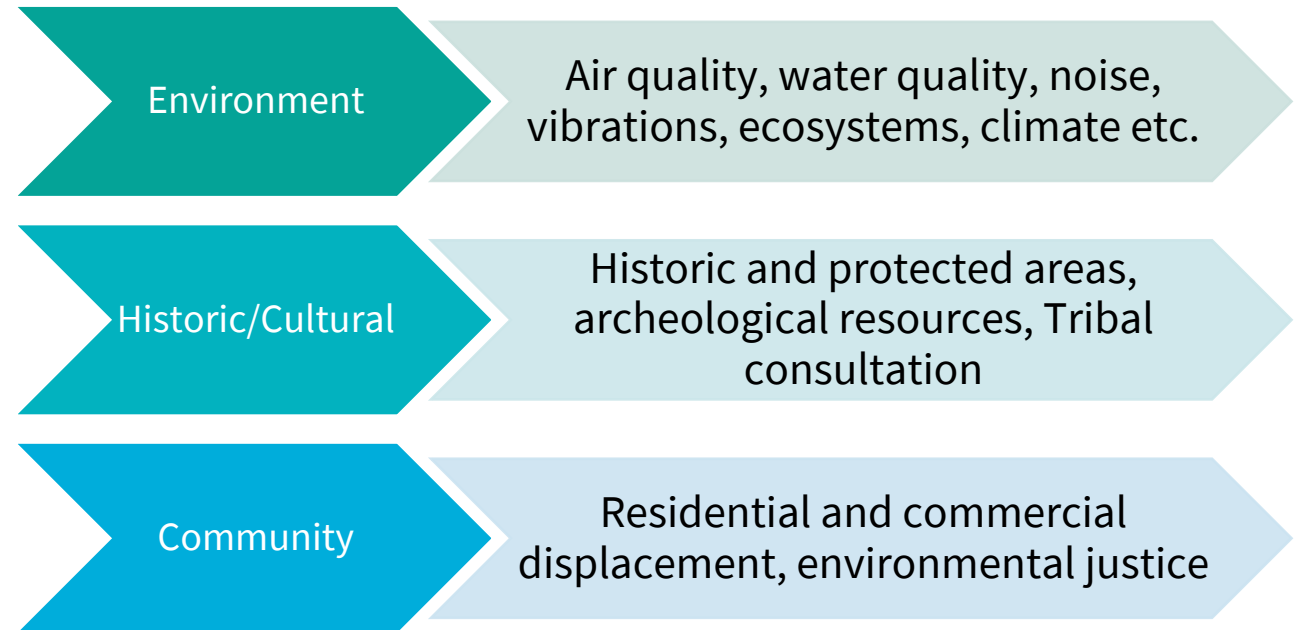 Environment
Air quality, water quality, noise,
vibrations, ecosystems, climate etc.
Historic/Cultural
Historic and protected areas,
archeological resources, Tribal
consultation
Community
Residential and commercial
displacement, environmental justice